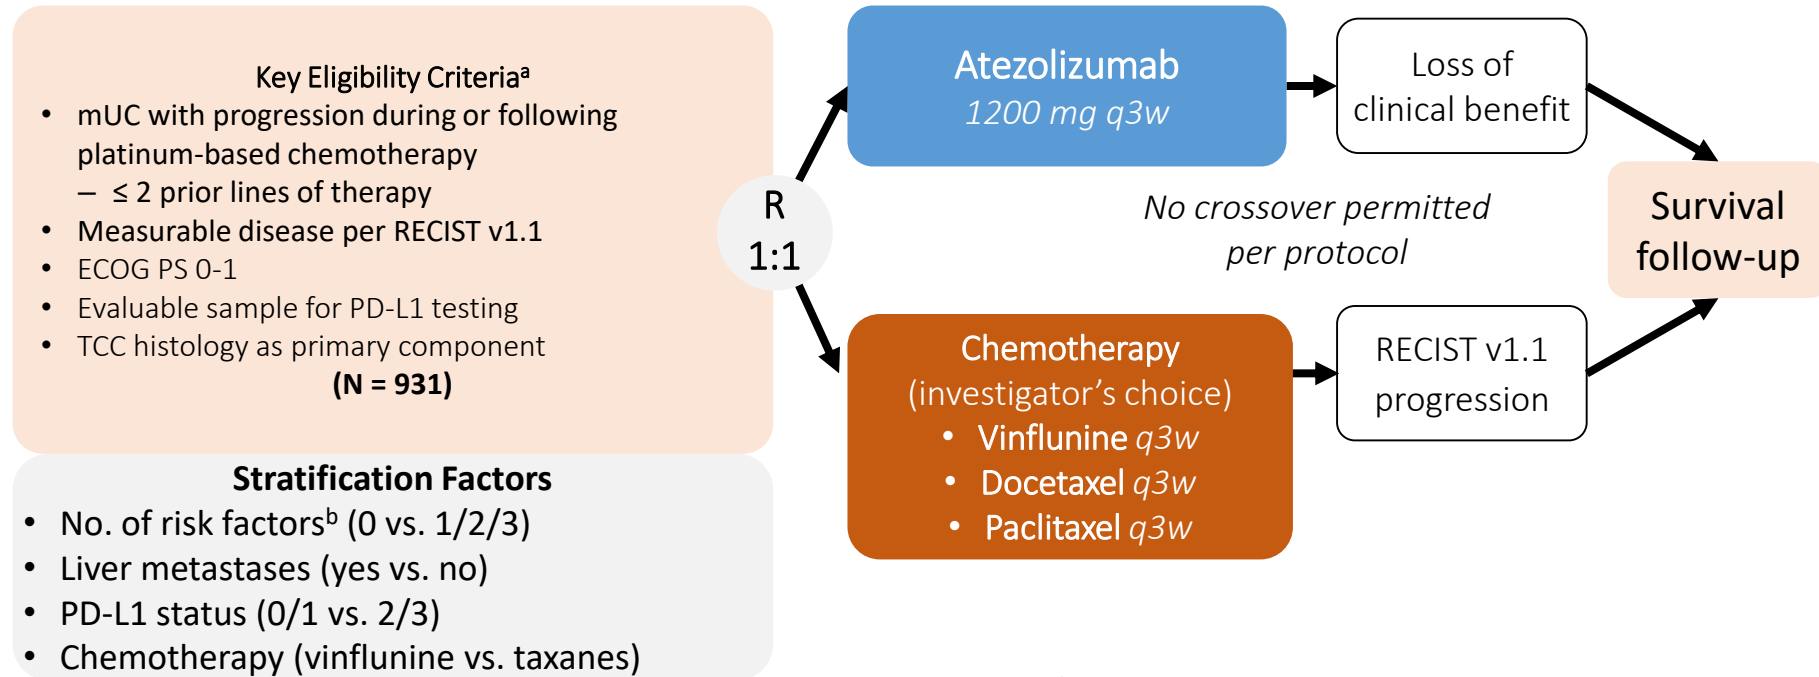 Key Eligibility Criteriaᵃ
• mUC with progression during or following
platinum-based chemotherapy
– ≤ 2 prior lines of therapy
• Measurable disease per RECIST v1.1
• ECOG PS 0-1
• Evaluable sample for PD-L1 testing
• TCC histology as primary component
(N = 931)
Stratification Factors
• No. of risk factorsᵇ (0 vs. 1/2/3)
• Liver metastases (yes vs. no)
• PD-L1 status (0/1 vs. 2/3)
• Chemotherapy (vinflunine vs. taxanes)
R
1:1
Atezolizumab
1200 mg q3w
Loss of
clinical benefit
No crossover permitted
per protocol
Chemotherapy
(investigator’s choice)
• Vinflunine q3w
• Docetaxel q3w
• Paclitaxel q3w
RECIST v1.1
progression
Survival
follow-up